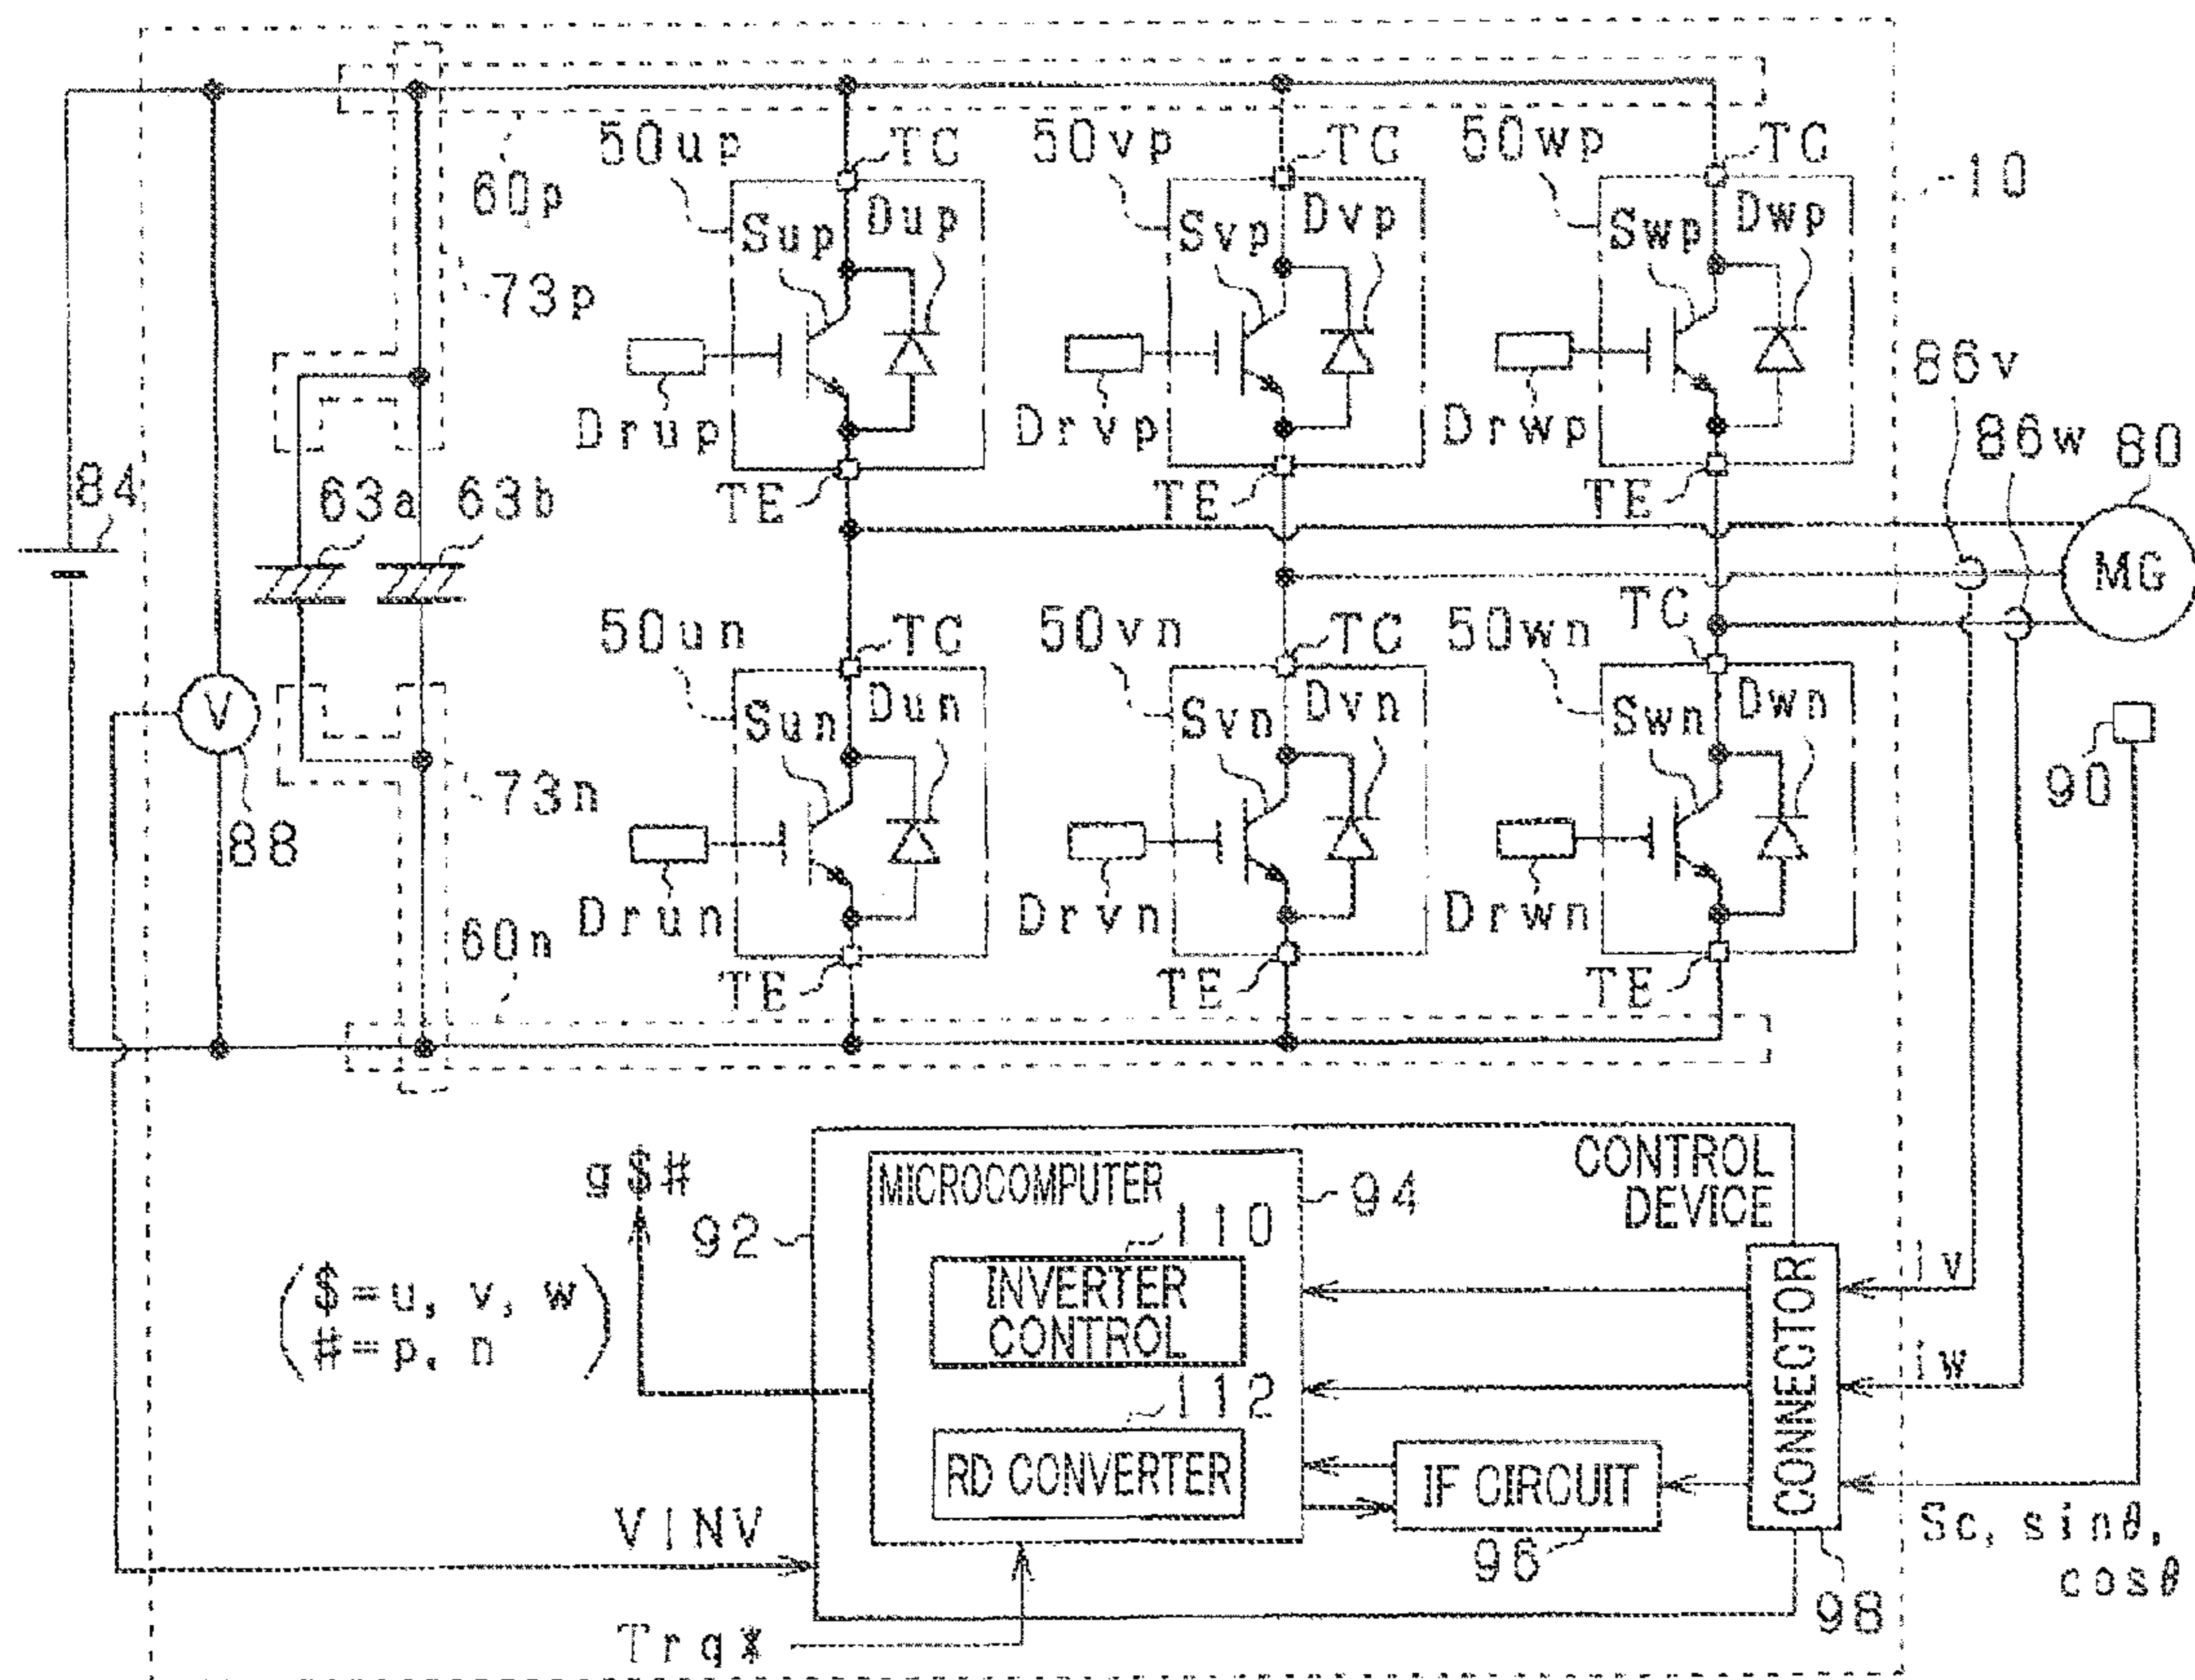 50up
TC
50vp
TC
50wp
TC
10
60p
Sup
Dup
Svp
Dvp
Swp
Dwp
73p
86v
Drup
Drvp
Drwp
86w
80
84
63a
63b
TE
TE
TE
MG
50un
TC
50vn
TC
50wn
TC
V
Sun
Dun
Svn
Dvn
Swn
Dwn
73n
90
88
60n
Drun
Drvn
Drwn
TE
TE
TE
g$#
92
MICROCOMPUTER
94
CONTROL
DEVICE
110
($=u, v, w
#=p, n)
INVERTER
CONTROL
CONNECTOR
iv
iw
112
RD CONVERTER
IF CIRCUIT
VINV
96
Sc, sinθ,
cosθ
98
Trq*